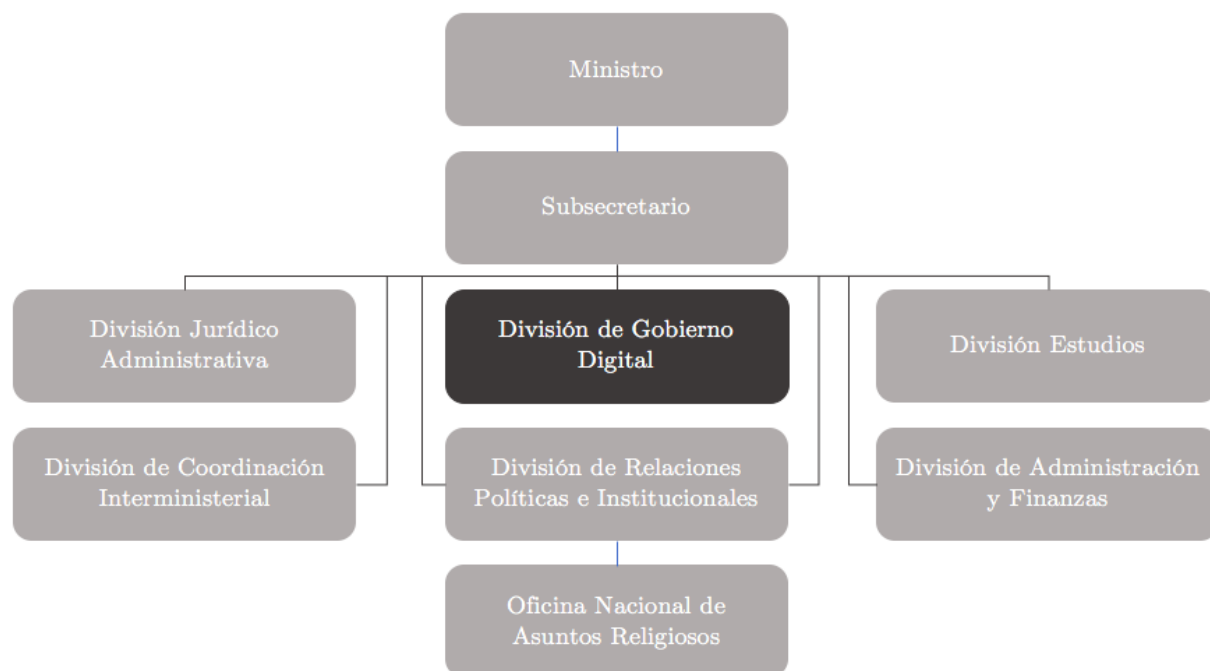 Ministro
Subsecretario
División Jurídico
Administrativa
División de Gobierno
Digital
División Estudios
División de Coordinación
Interministerial
División de Relaciones
Políticas e Institucionales
División de Administración
y Finanzas
Oficina Nacional de
Asuntos Religiosos